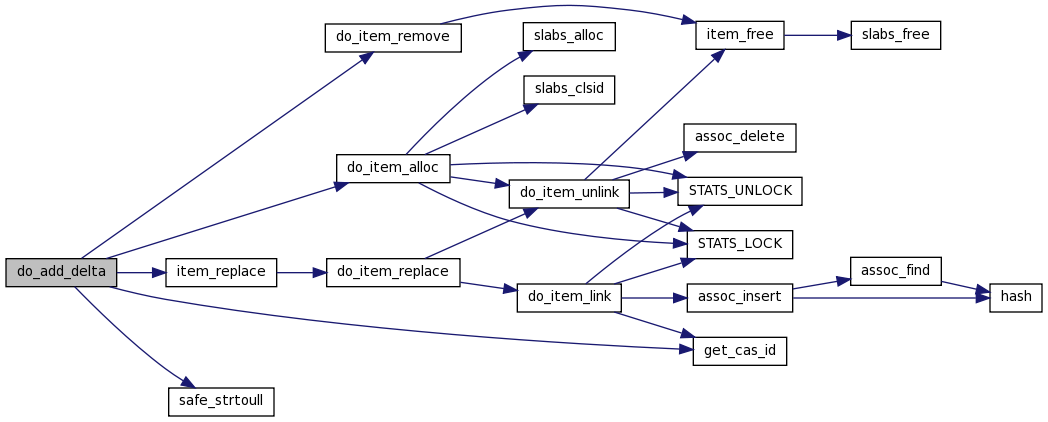 do_item_remove
slabs_alloc
item_free
slabs_free
slabs_clsid
assoc_delete
do_item_alloc
do_item_unlink
STATS_UNLOCK
STATS_LOCK
do_add_delta
item_replace
do_item_replace
assoc_find
do_item_link
assoc_insert
hash
get_cas_id
safe_strtoull